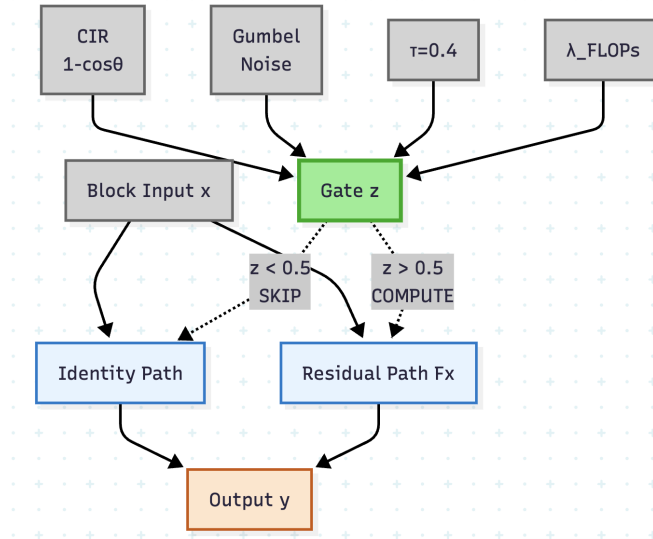 CIR
1-cosθ
Gumbel
Noise
τ=0.4
λ_FLOPs
Block Input x
Gate z
z < 0.5
SKIP
z > 0.5
COMPUTE
Identity Path
Residual Path Fx
Output y